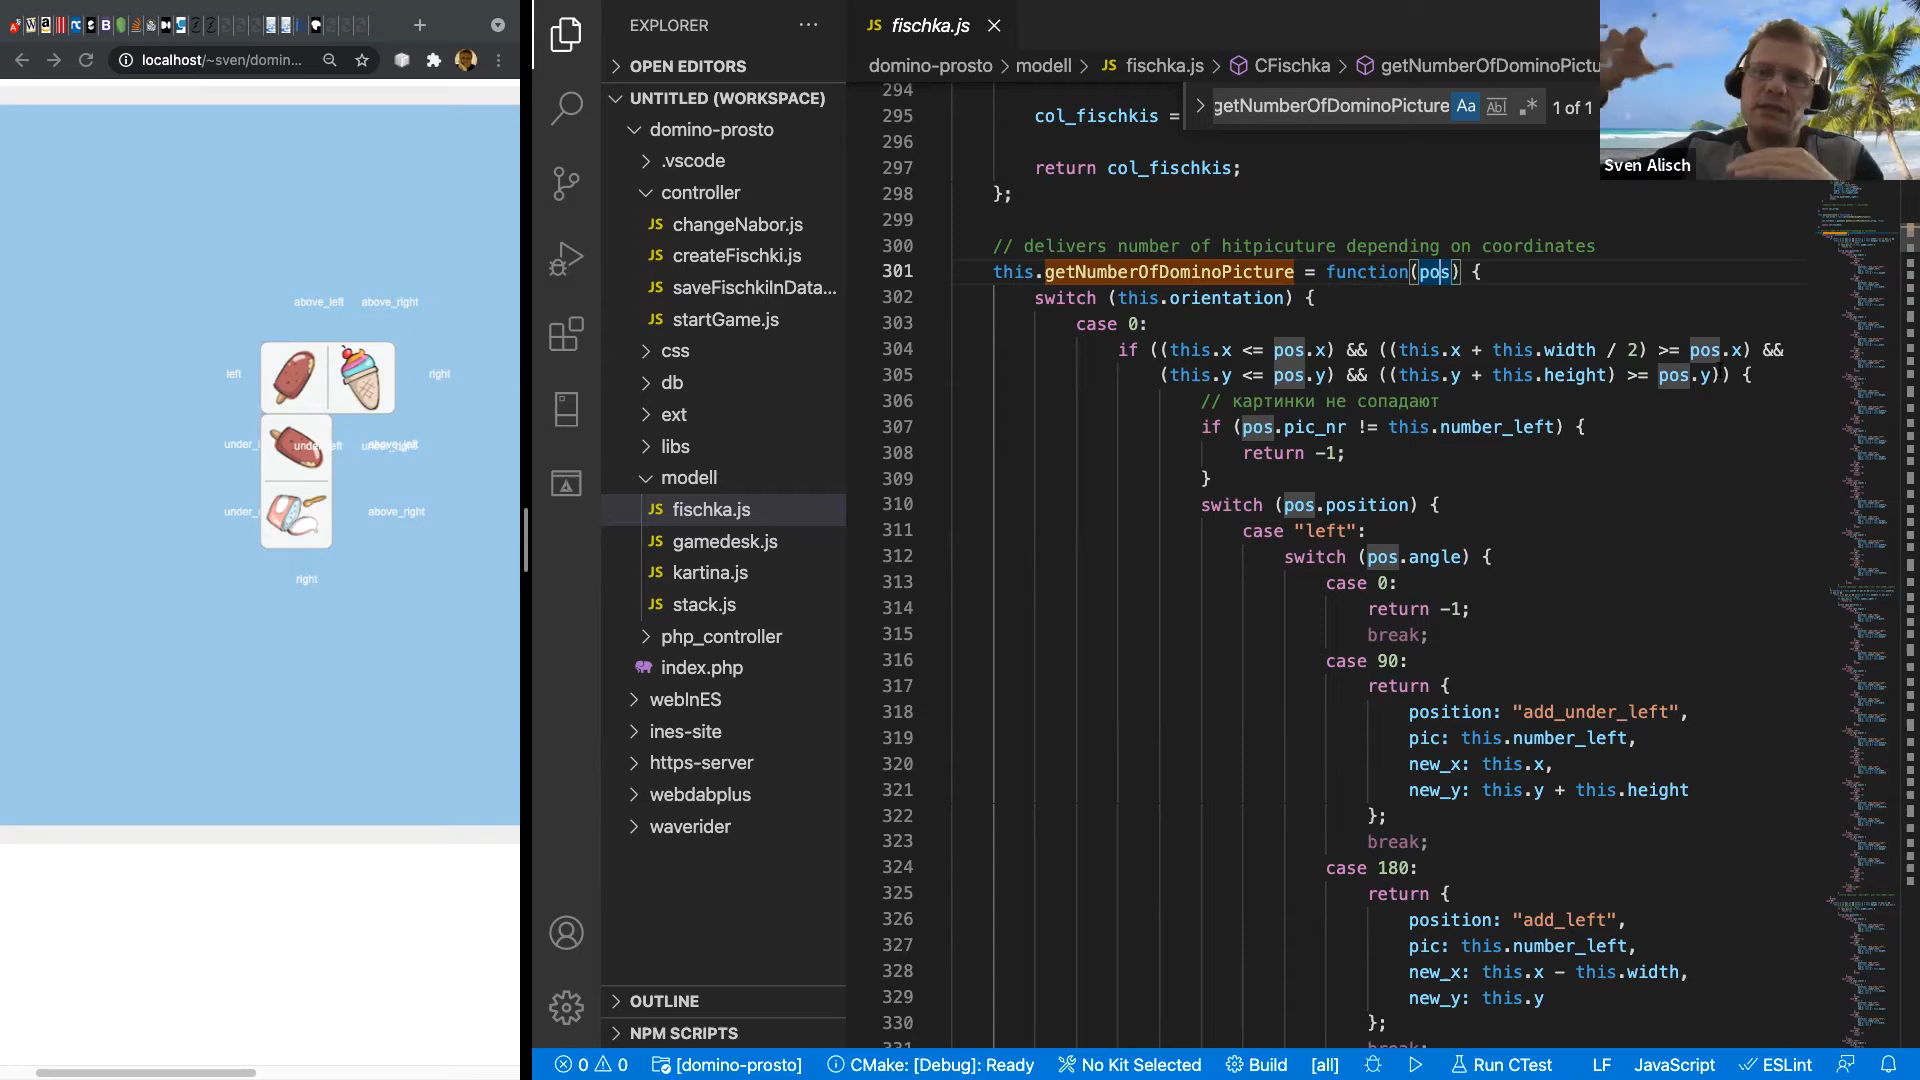 localhost/~sven/domin...
above_left above_right
left
right
under_l
under_left
under_right
under_
above_right
right
EXPLORER
OPEN EDITORS
UNTITLED (WORKSPACE)
domino-prosto
.vscode
controller
JS changeNabor.js
JS createFischki.js
JS saveFischkiInData...
JS startGame.js
css
db
ext
libs
modell
JS fischka.js
JS gamedesk.js
JS kartina.js
JS stack.js
php_controller
index.php
webInES
ines-site
https-server
webdabplus
waverider
OUTLINE
NPM SCRIPTS
JS fischka.js
domino-prosto > modell > JS fischka.js > CFischka > getNumberOfDominoPictu
getNumberOfDominoPicture Aa Abl .* 1 of 1
Sven Alisch
294
295 col_fischkis =
296
297 return col_fischkis;
298 };
299
300 // delivers number of hitpicuture depending on coordinates
301 this.getNumberOfDominoPicture = function(pos) {
302 switch (this.orientation) {
303 case 0:
304 if ((this.x <= pos.x) && ((this.x + this.width / 2) >= pos.x) &&
305 (this.y <= pos.y) && ((this.y + this.height) >= pos.y)) {
306 // картинки не сопадают
307 if (pos.pic_nr != this.number_left) {
308 return -1;
309 }
310 switch (pos.position) {
311 case "left":
312 switch (pos.angle) {
313 case 0:
314 return -1;
315 break;
316 case 90:
317 return {
318 position: "add_under_left",
319 pic: this.number_left,
320 new_x: this.x,
321 new_y: this.y + this.height
322 };
323 break;
324 case 180:
325 return {
326 position: "add_left",
327 pic: this.number_left,
328 new_x: this.x - this.width,
329 new_y: this.y
330 };
331 break;
0 0 [domino-prosto] CMake: [Debug]: Ready No Kit Selected Build [all] Run CTest LF JavaScript ESLint